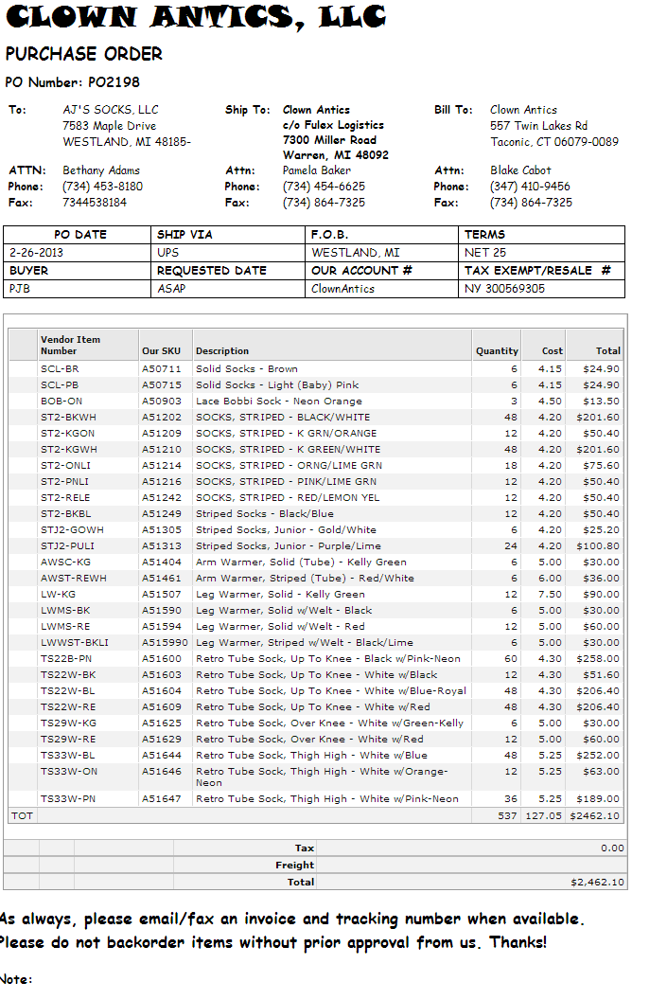 CLOWN ANTICS, LLC
PURCHASE ORDER
PO Number: PO2198
To: AJ'S SOCKS, LLC Ship To: Clown Antics Bill To: Clown Antics
7583 Maple Drive c/o Fulex Logistics 557 Twin Lakes Rd
WESTLAND, MI 48185- 7300 Miller Road Taconic, CT 06079-0089
Warren, MI 48092
ATTN: Bethany Adams Attn: Pamela Baker Attn: Blake Cabot
Phone: (734) 453-8180 Phone: (734) 454-6625 Phone: (347) 410-9456
Fax: 7344538184 Fax: (734) 864-7325 Fax: (734) 864-7325
PO DATE SHIP VIA F.O.B. TERMS
2-26-2013 UPS WESTLAND, MI NET 25
BUYER REQUESTED DATE OUR ACCOUNT # TAX EXEMPT/RESALE #
PJB ASAP ClownAntics NY 300569305
Vendor Item
Number Our SKU Description Quantity Cost Total
SCL-BR A50711 Solid Socks - Brown 6 4.15 $24.90
SCL-PB A50715 Solid Socks - Light (Baby) Pink 6 4.15 $24.90
BOB-ON A50903 Lace Bobbi Sock - Neon Orange 3 4.50 $13.50
ST2-BKWH A51202 SOCKS, STRIPED - BLACK/WHITE 48 4.20 $201.60
ST2-KGON A51209 SOCKS, STRIPED - K GRN/ORANGE 12 4.20 $50.40
ST2-KGWH A51210 SOCKS, STRIPED - K GREEN/WHITE 48 4.20 $201.60
ST2-ONLI A51214 SOCKS, STRIPED - ORNG/LIME GRN 18 4.20 $75.60
ST2-PNLI A51216 SOCKS, STRIPED - PINK/LIME GRN 12 4.20 $50.40
ST2-RELE A51242 SOCKS, STRIPED - RED/LEMON YEL 12 4.20 $50.40
ST2-BKBL A51249 Striped Socks - Black/Blue 12 4.20 $50.40
STJ2-GOWH A51305 Striped Socks, Junior - Gold/White 6 4.20 $25.20
STJ2-PULI A51313 Striped Socks, Junior - Purple/Lime 24 4.20 $100.80
AWSC-KG A51404 Arm Warmer, Solid (Tube) - Kelly Green 6 5.00 $30.00
AWST-REWH A51461 Arm Warmer, Striped (Tube) - Red/White 6 6.00 $36.00
LW-KG A51507 Leg Warmer, Solid - Kelly Green 12 7.50 $90.00
LWMS-BK A51590 Leg Warmer, Solid w/Welt - Black 6 5.00 $30.00
LWMS-RE A51594 Leg Warmer, Solid w/Welt - Red 12 5.00 $60.00
LWWST-BKLI A515990 Leg Warmer, Striped w/Welt - Black/Lime 6 5.00 $30.00
TS22B-PN A51600 Retro Tube Sock, Up To Knee - Black w/Pink-Neon 60 4.30 $258.00
TS22W-BK A51603 Retro Tube Sock, Up To Knee - White w/Black 12 4.30 $51.60
TS22W-BL A51604 Retro Tube Sock, Up To Knee - White w/Blue-Royal 48 4.30 $206.40
TS22W-RE A51609 Retro Tube Sock, Up To Knee - White w/Red 48 4.30 $206.40
TS29W-KG A51625 Retro Tube Sock, Over Knee - White w/Green-Kelly 6 5.00 $30.00
TS29W-RE A51629 Retro Tube Sock, Over Knee - White w/Red 12 5.00 $60.00
TS33W-BL A51644 Retro Tube Sock, Thigh High - White w/Blue 48 5.25 $252.00
TS33W-ON A51646 Retro Tube Sock, Thigh High - White w/Orange- 12 5.25 $63.00
Neon
TS33W-PN A51647 Retro Tube Sock, Thigh High - White w/Pink-Neon 36 5.25 $189.00
TOT 537 127.05 $2462.10
Tax 0.00
Freight
Total $2,462.10
As always, please email/fax an invoice and tracking number when available.
Please do not backorder items without prior approval from us. Thanks!
Note: